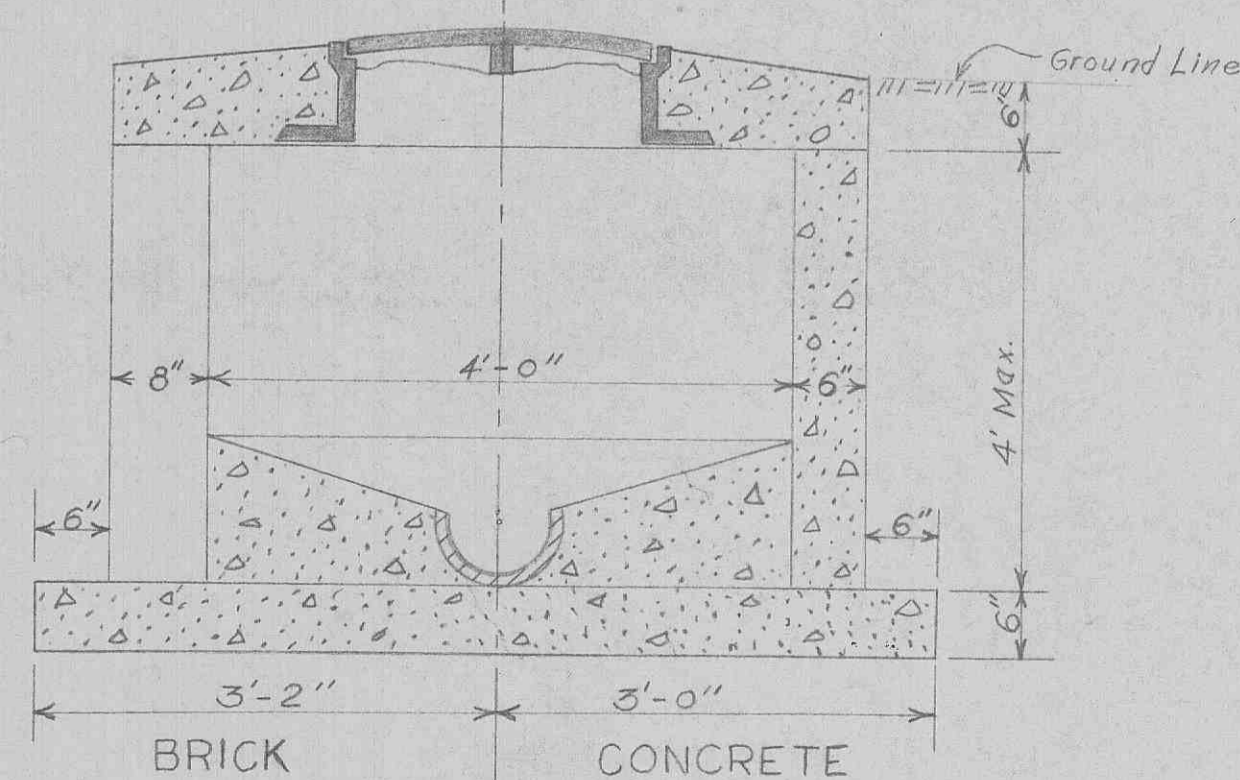 Ground Line
6"
8"
4'-0"
6"
4' Max.
6"
6"
6"
3'-2"
3'-0"
BRICK
CONCRETE